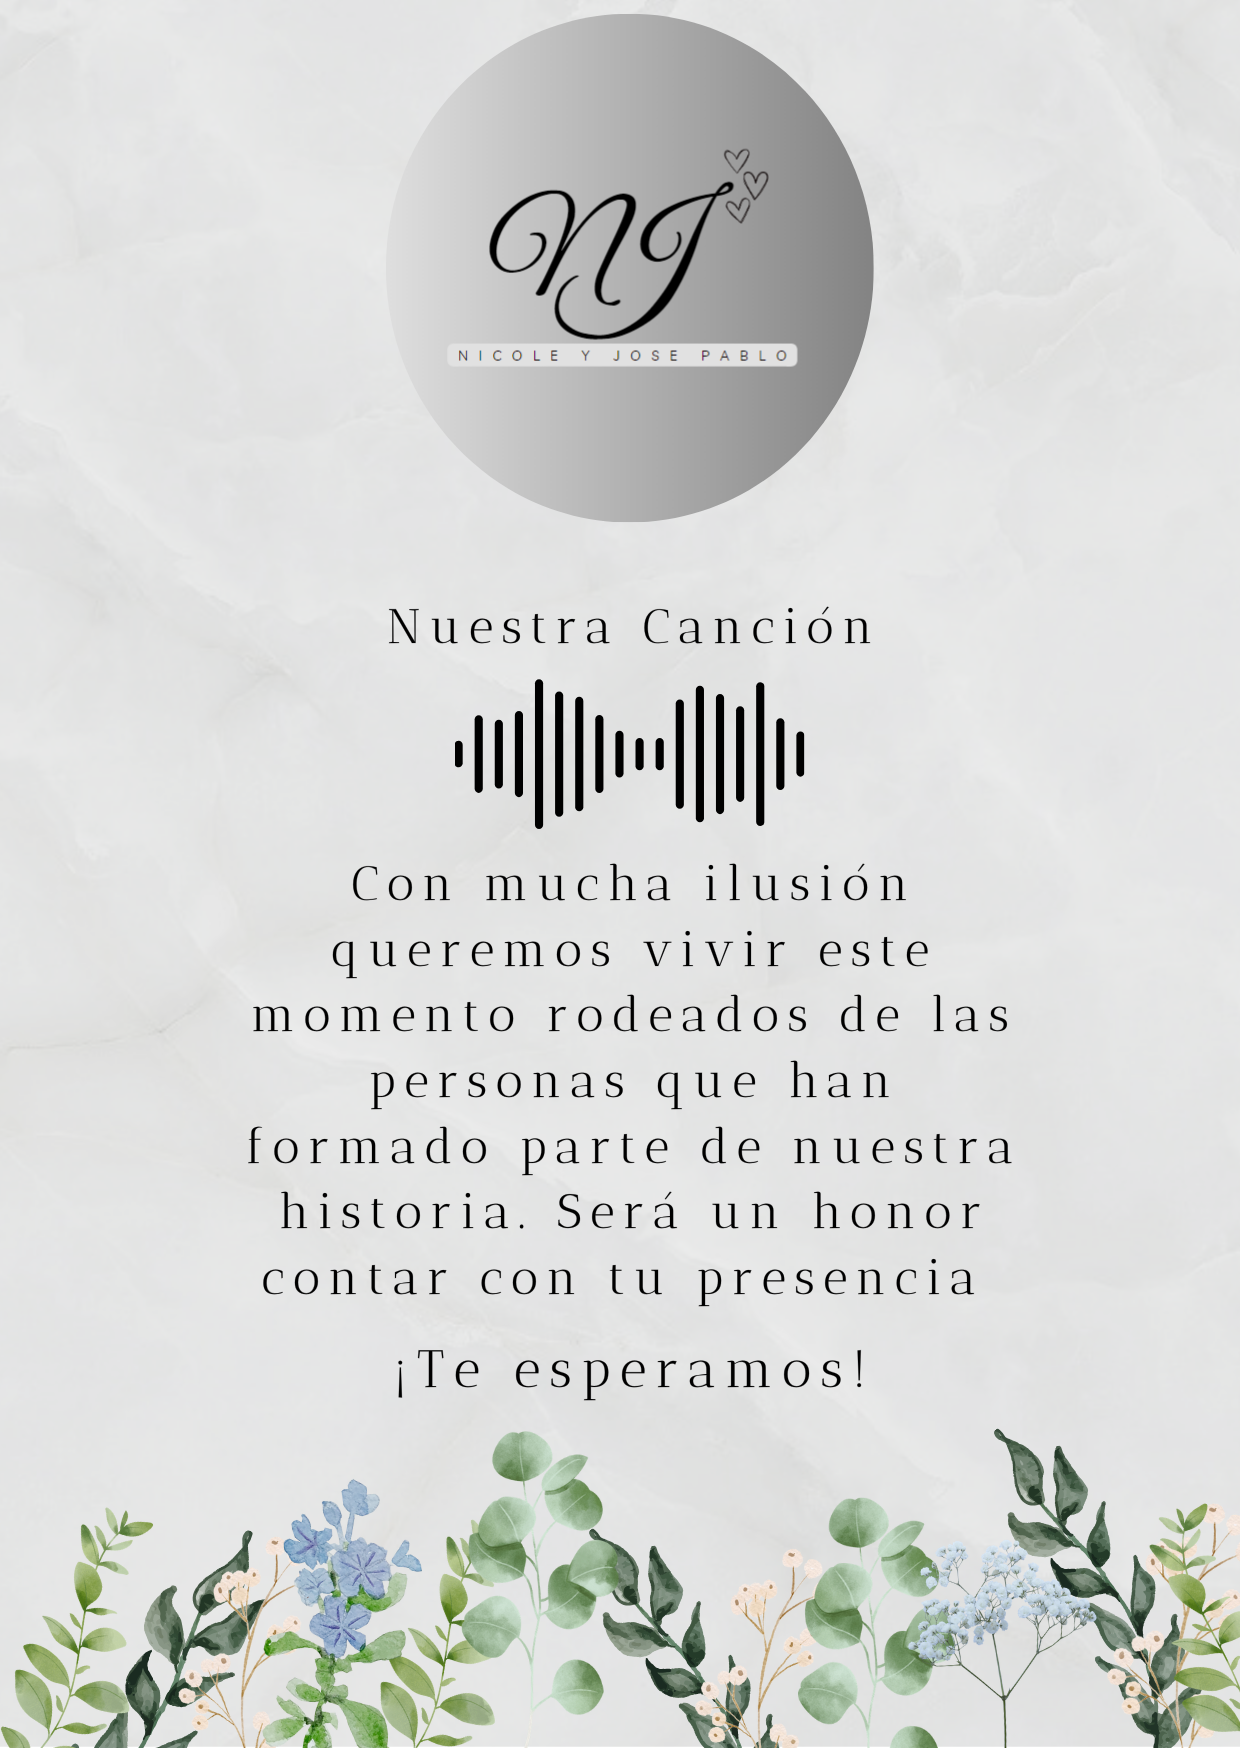 NJ
NICOLE Y JOSE PABLO
Nuestra Canción
Con mucha ilusión
queremos vivir este
momento rodeados de las
personas que han
formado parte de nuestra
historia. Será un honor
contar con tu presencia
¡Te esperamos!